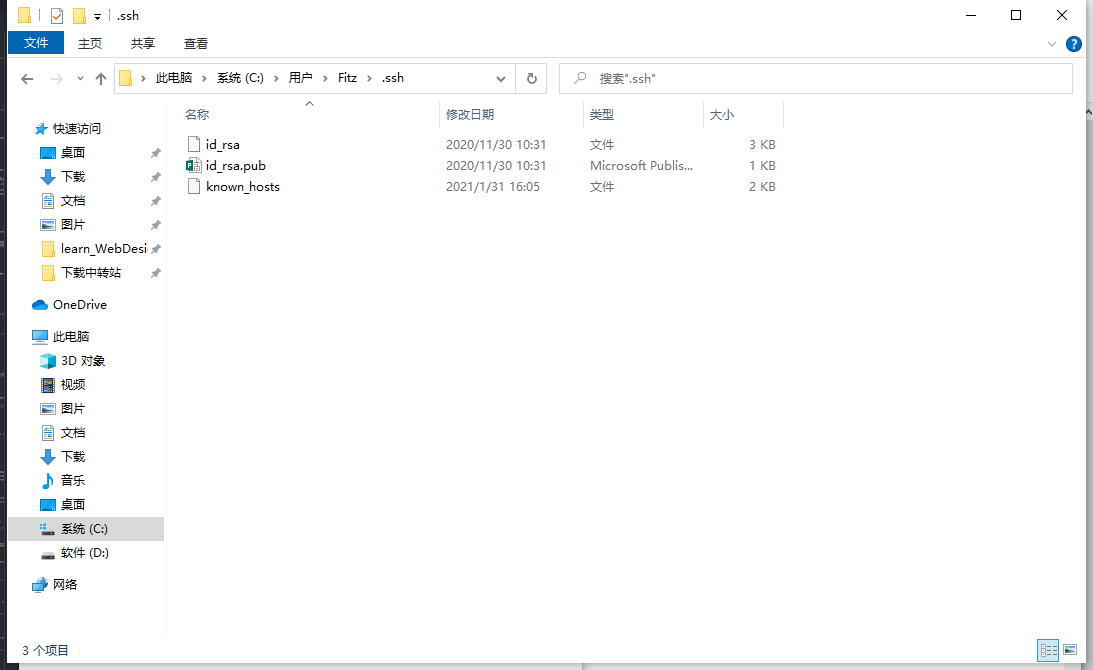 .ssh
文件 主页 共享 查看
此电脑 系统 (C:) 用户 Fitz .ssh 搜索".ssh"
名称 修改日期 类型 大小
id_rsa 2020/11/30 10:31 文件 3 KB
id_rsa.pub 2020/11/30 10:31 Microsoft Publis... 1 KB
known_hosts 2021/1/31 16:05 文件 2 KB
快速访问
桌面
下载
文档
图片
learn_WebDesi
下载中转站
OneDrive
此电脑
3D 对象
视频
图片
文档
下载
音乐
桌面
系统 (C:)
软件 (D:)
网络
3 个项目